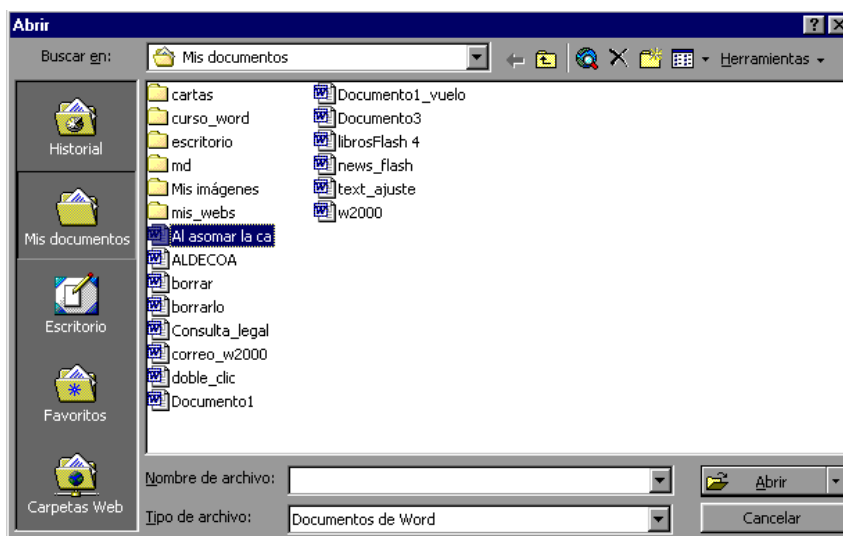 Abrir
Buscar en:
Mis documentos
Herramientas
Historial
Mis documentos
Escritorio
Favoritos
Carpetas Web
cartas
curso_word
escritorio
md
Mis imágenes
mis_webs
Al asomar la ca
ALDECOA
borrar
borrarlo
Consulta_legal
correo_w2000
doble_clic
Documento1
Documento1_vuelo
Documento3
librosFlash 4
news_flash
text_ajuste
w2000
Nombre de archivo:
Abrir
Tipo de archivo:
Documentos de Word
Cancelar